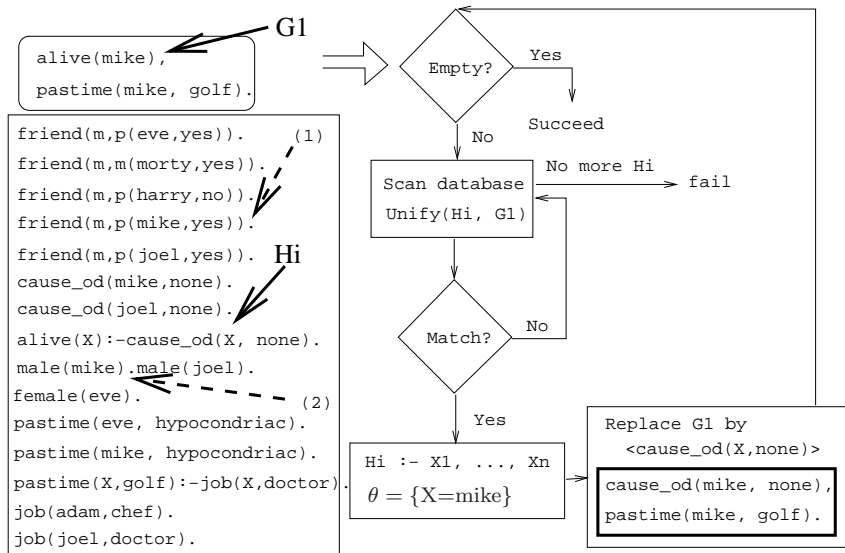 G1
alive(mike),
pastime(mike, golf).
friend(m,p(eve,yes)).
(1)
friend(m,m(morty,yes)).
friend(m,p(harry,no)).
friend(m,p(mike,yes)).
friend(m,p(joel,yes)).
Hi
cause_od(mike,none).
cause_od(joel,none).
alive(X):-cause_od(X, none).
male(mike).male(joel).
female(eve).
(2)
pastime(eve, hypocondriac).
pastime(mike, hypocondriac).
pastime(X,golf):-job(X,doctor).
job(adam,chef).
job(joel,doctor).
Empty?
Yes
Succeed
No
Scan database
Unify(Hi, G1)
No more Hi
fail
Match?
No
Yes
Hi :- X1, ..., Xn
θ = {X=mike}
Replace G1 by
<cause_od(X,none)>
cause_od(mike, none),
pastime(mike, golf).